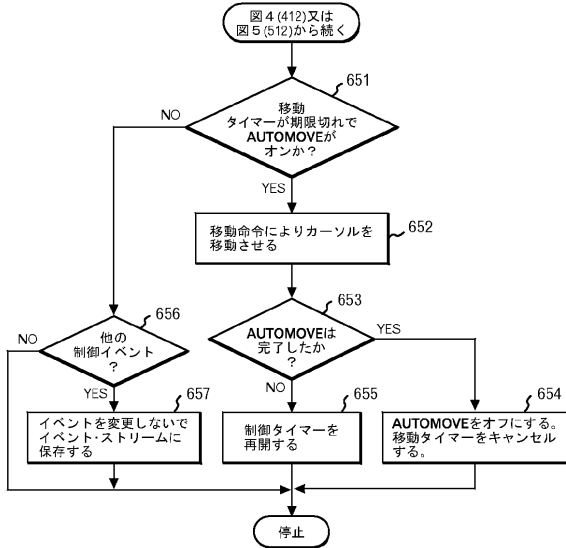 図4(412)又は
図5(512)から続く
651
移動
タイマーが期限切れで
AUTOMOVEが
オンか？
NO
YES
移動命令によりカーソルを
移動させる
652
656
653
NO
他の
制御イベント
？
AUTOMOVEは
完了したか
？
YES
YES
657
NO
655
654
イベントを変更しないで
イベント・ストリームに
保存する
制御タイマーを
再開する
AUTOMOVEをオフにする。
移動タイマーをキャンセル
する。
停止